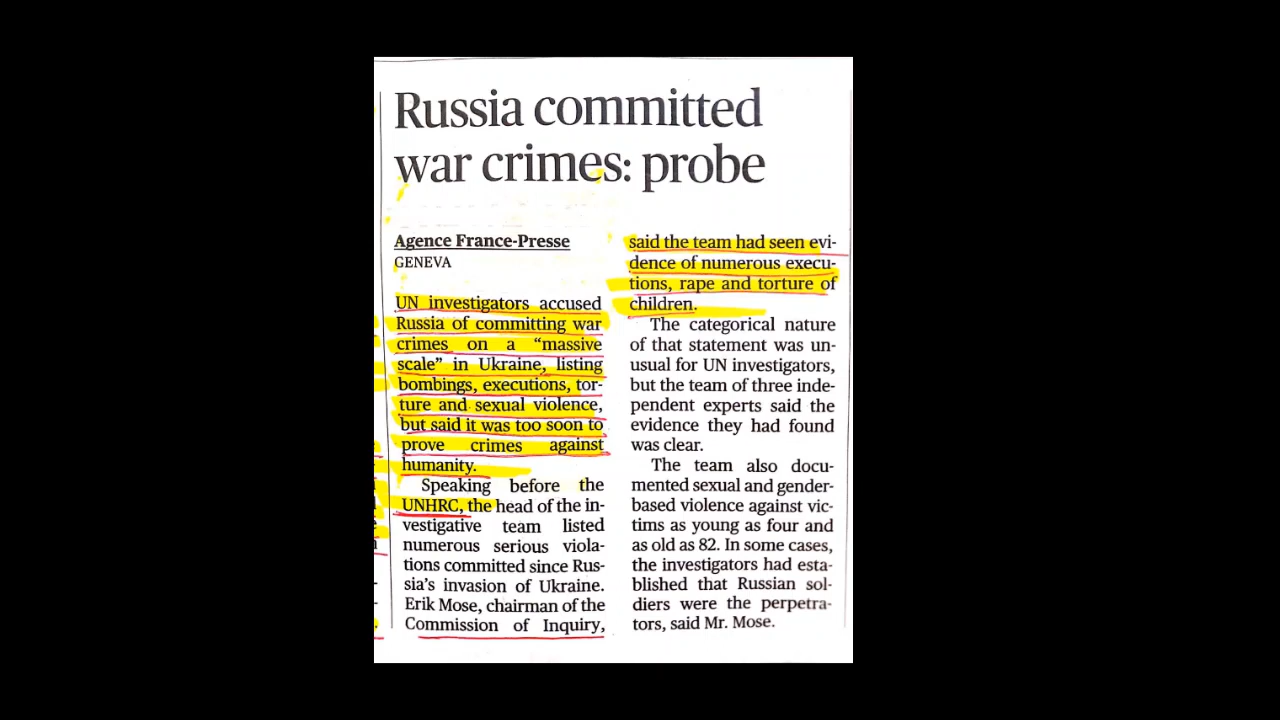 Russia committed
war crimes: probe
Agence France-Presse
GENEVA
UN investigators accused
Russia of committing war
crimes on a “massive
scale” in Ukraine, listing
bombings, executions, tor-
ture and sexual violence,
but said it was too soon to
prove crimes against
humanity.
Speaking before the
UNHRC, the head of the in-
vestigative team listed
numerous serious viola-
tions committed since Rus-
sia’s invasion of Ukraine.
Erik Mose, chairman of the
Commission of Inquiry,
said the team had seen evi-
dence of numerous execu-
tions, rape and torture of
children.
The categorical nature
of that statement was un-
usual for UN investigators,
but the team of three inde-
pendent experts said the
evidence they had found
was clear.
The team also docu-
mented sexual and gender-
based violence against vic-
tims as young as four and
as old as 82. In some cases,
the investigators had esta-
blished that Russian sol-
diers were the perpetra-
tors, said Mr. Mose.